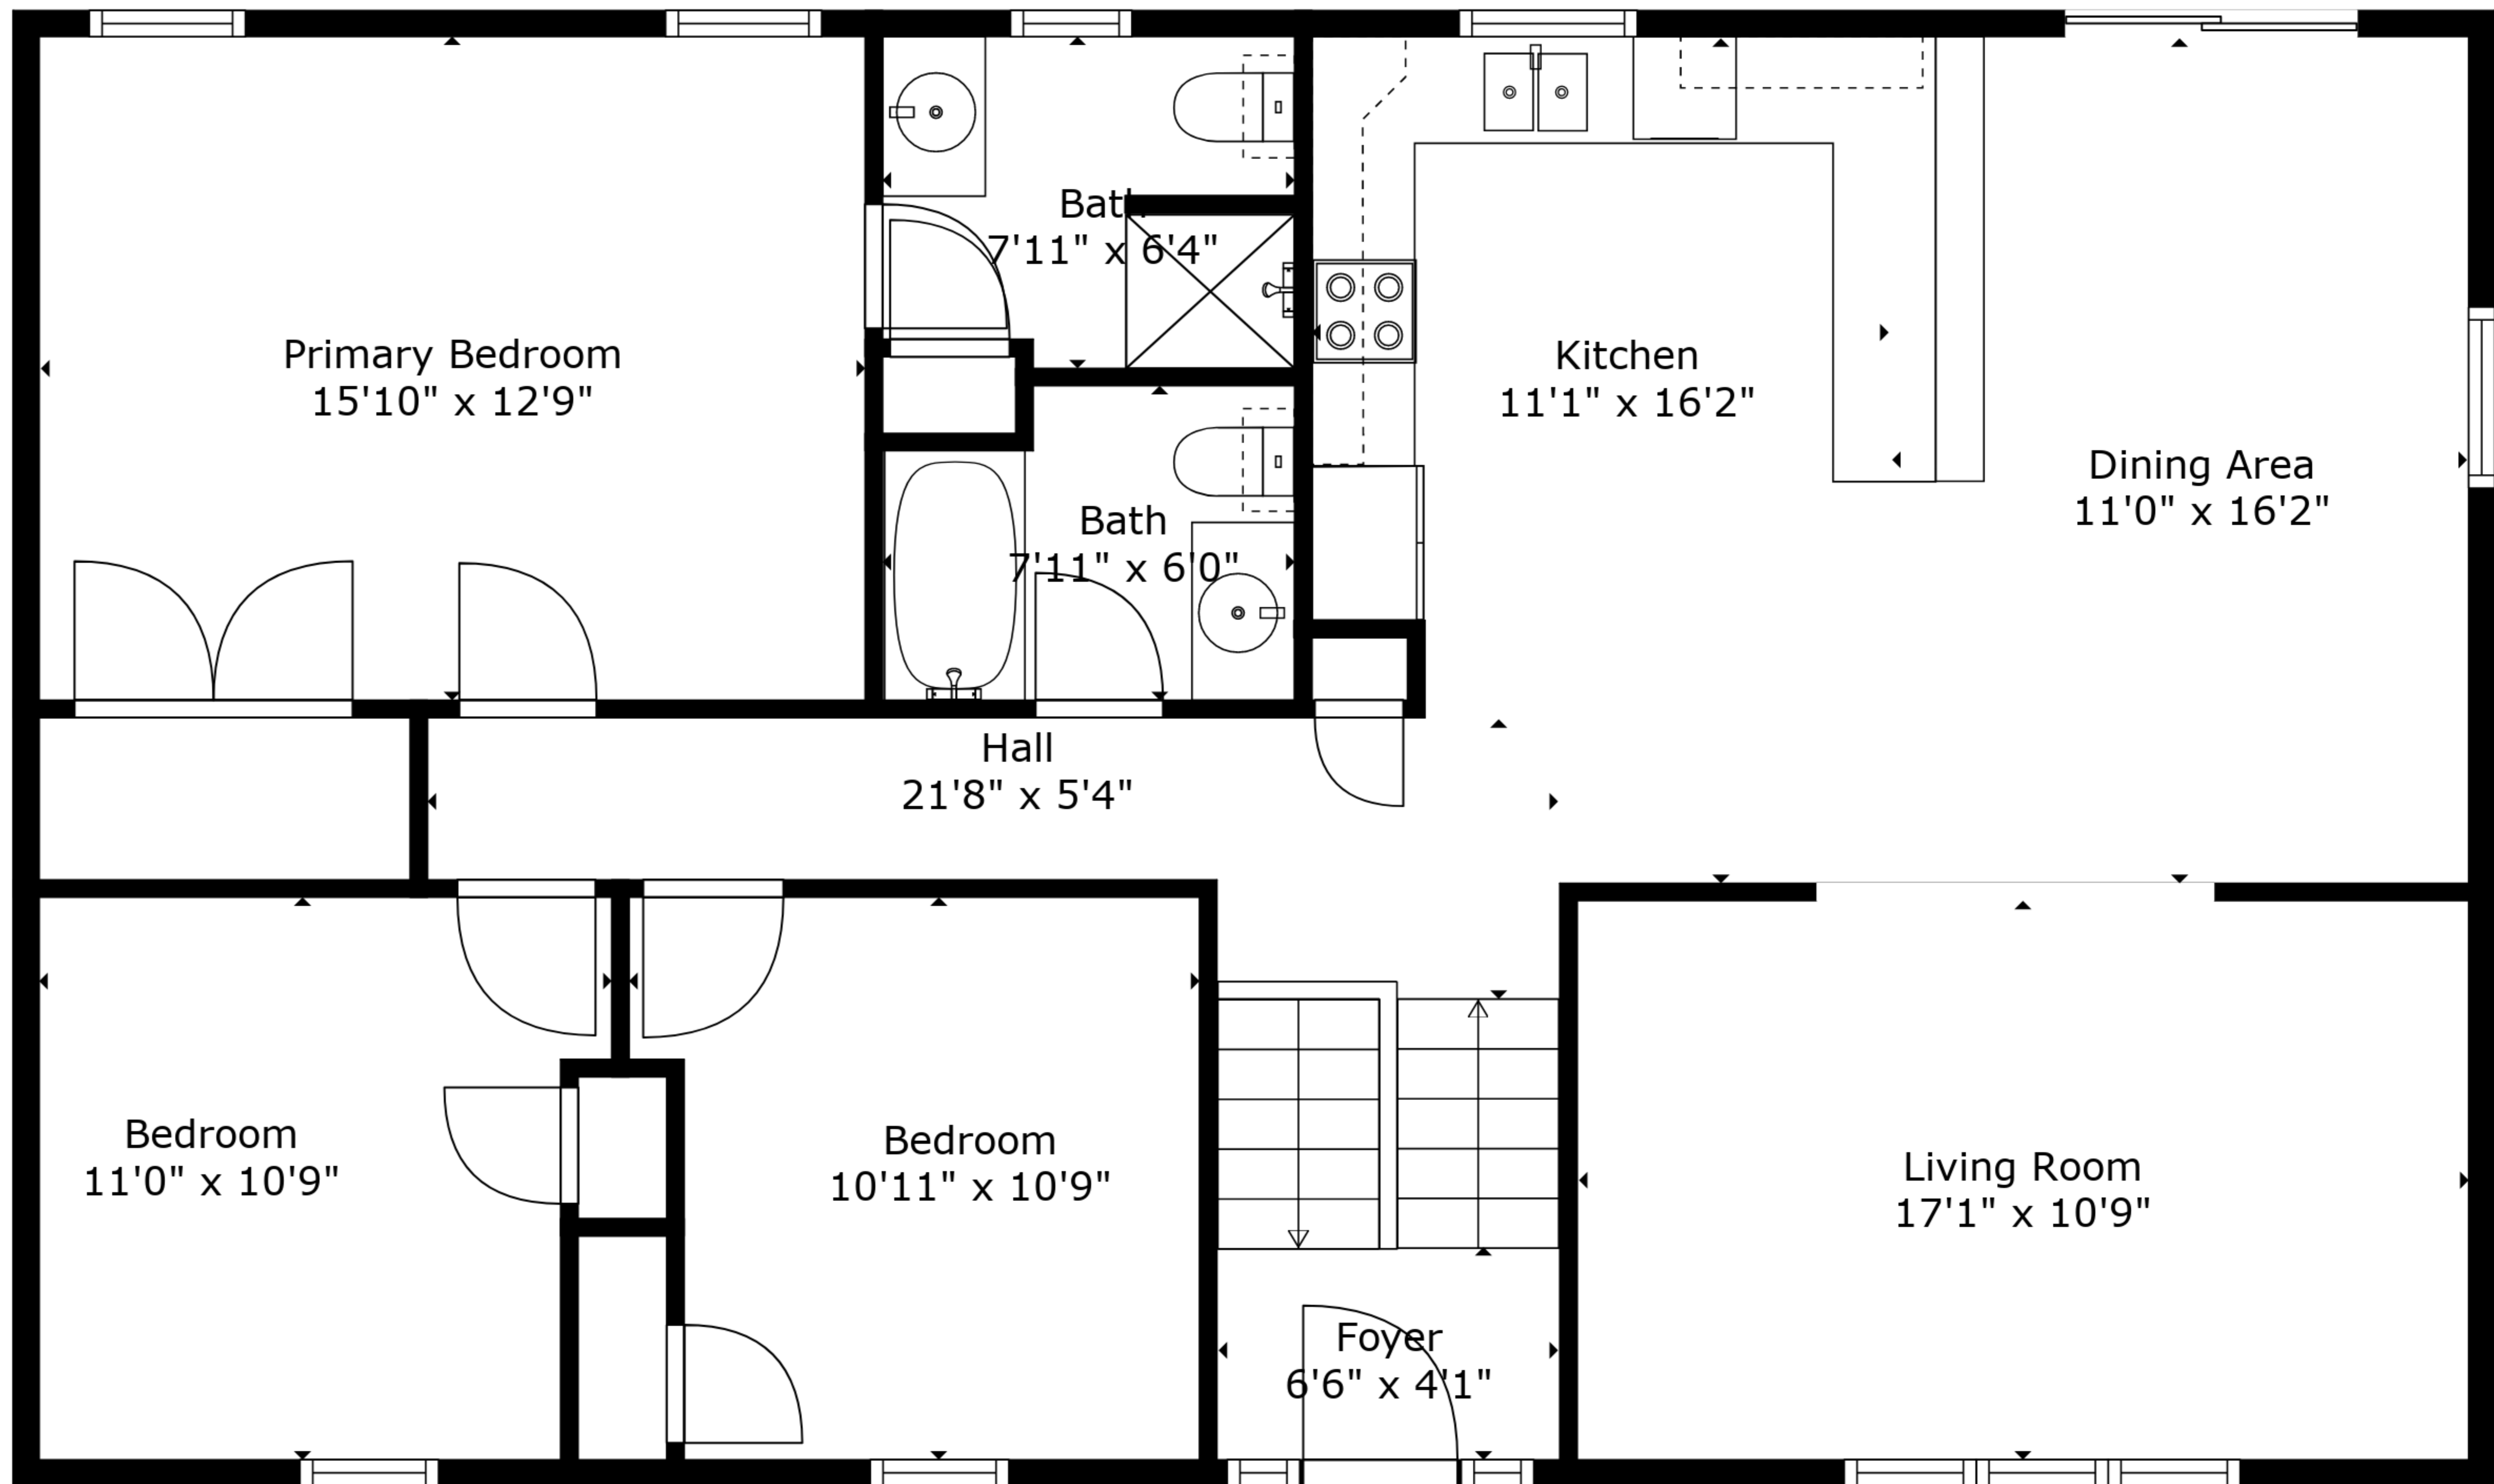 Bath
7'11" x 6'4"
Primary Bedroom
15'10" x 12'9"
Kitchen
11'1" x 16'2"
Dining Area
11'0" x 16'2"
Bath
7'11" x 6'0"
Hall
21'8" x 5'4"
Bedroom
11'0" x 10'9"
Bedroom
10'11" x 10'9"
Living Room
17'1" x 10'9"
Foyer
6'6" x 4'1"